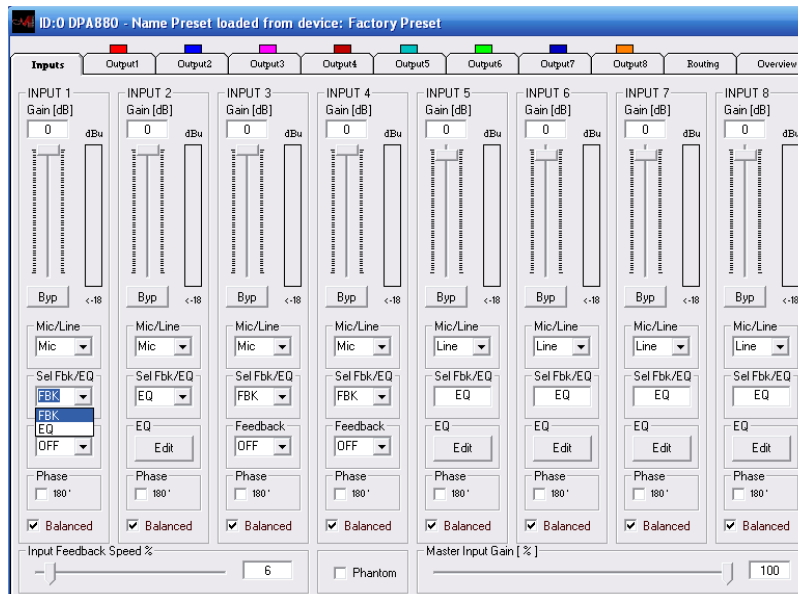 ID:0 DPA880 - Name Preset loaded from device: Factory Preset
Inputs Output1 Output2 Output3 Output4 Output5 Output6 Output7 Output8 Routing Overview
INPUT 1 INPUT 2 INPUT 3 INPUT 4 INPUT 5 INPUT 6 INPUT 7 INPUT 8
Gain [dB] Gain [dB] Gain [dB] Gain [dB] Gain [dB] Gain [dB] Gain [dB] Gain [dB]
0 dBu 0 dBu 0 dBu 0 dBu 0 dBu 0 dBu 0 dBu 0 dBu
Byp <-18 Byp <-18 Byp <-18 Byp <-18 Byp <-18 Byp <-18 Byp <-18 Byp <-18
Mic/Line Mic/Line Mic/Line Mic/Line Mic/Line Mic/Line Mic/Line Mic/Line
Mic Mic Mic Mic Line Line Line Line
Sel Fbk/EQ Sel Fbk/EQ Sel Fbk/EQ Sel Fbk/EQ Sel Fbk/EQ Sel Fbk/EQ Sel Fbk/EQ Sel Fbk/EQ
FBK EQ FBK FBK EQ EQ EQ EQ
FBK
EQ EQ Feedback Feedback EQ EQ EQ EQ
OFF Edit OFF OFF Edit Edit Edit Edit
Phase Phase Phase Phase Phase Phase Phase Phase
180' 180' 180' 180' 180' 180' 180' 180'
Balanced Balanced Balanced Balanced Balanced Balanced Balanced Balanced
Input Feedback Speed % Master Input Gain [ % ]
6 Phantom 100